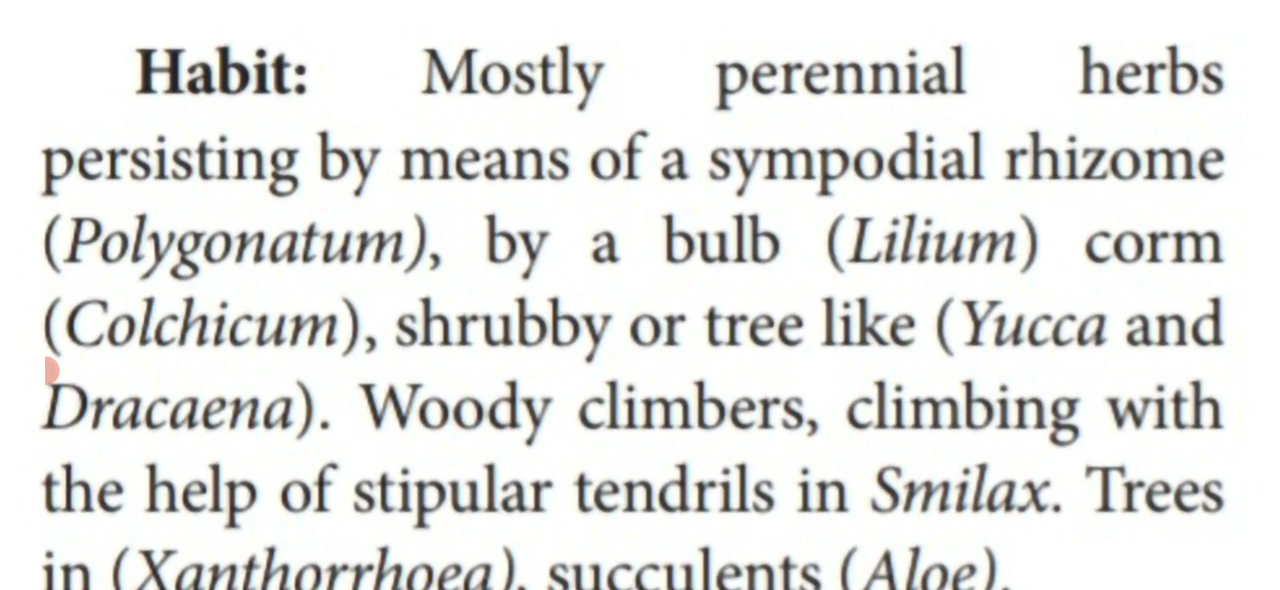 Habit: Mostly perennial herbs
persisting by means of a sympodial rhizome
(Polygonatum), by a bulb (Lilium) corm
(Colchicum), shrubby or tree like (Yucca and
Dracaena). Woody climbers, climbing with
the help of stipular tendrils in Smilax. Trees
in (Xanthorrhoea), succulents (Aloe).